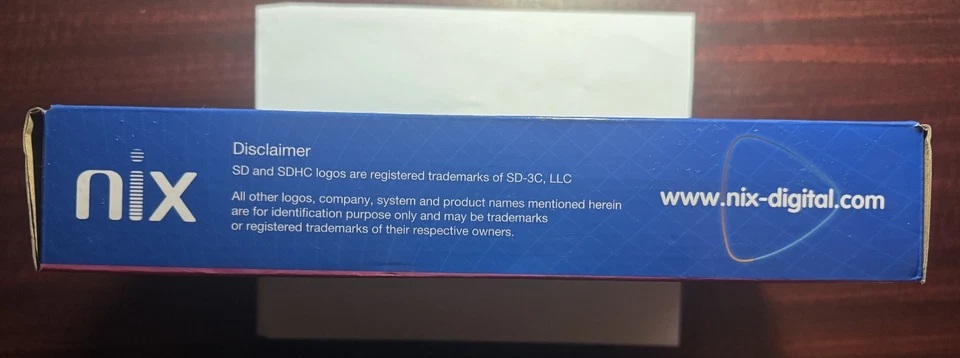 nix
Disclaimer
SD and SDHC logos are registered trademarks of SD-3C, LLC
All other logos, company, system and product names mentioned herein
are for identification purpose only and may be trademarks
or registered trademarks of their respective owners.
www.nix-digital.com